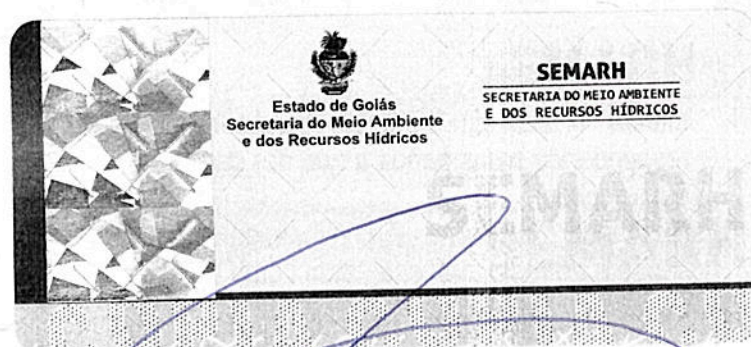 Estado de Goiás
Secretaria do Meio Ambiente
e dos Recursos Hídricos
SEMARH
SECRETARIA DO MEIO AMBIENTE
E DOS RECURSOS HÍDRICOS
SEMARH